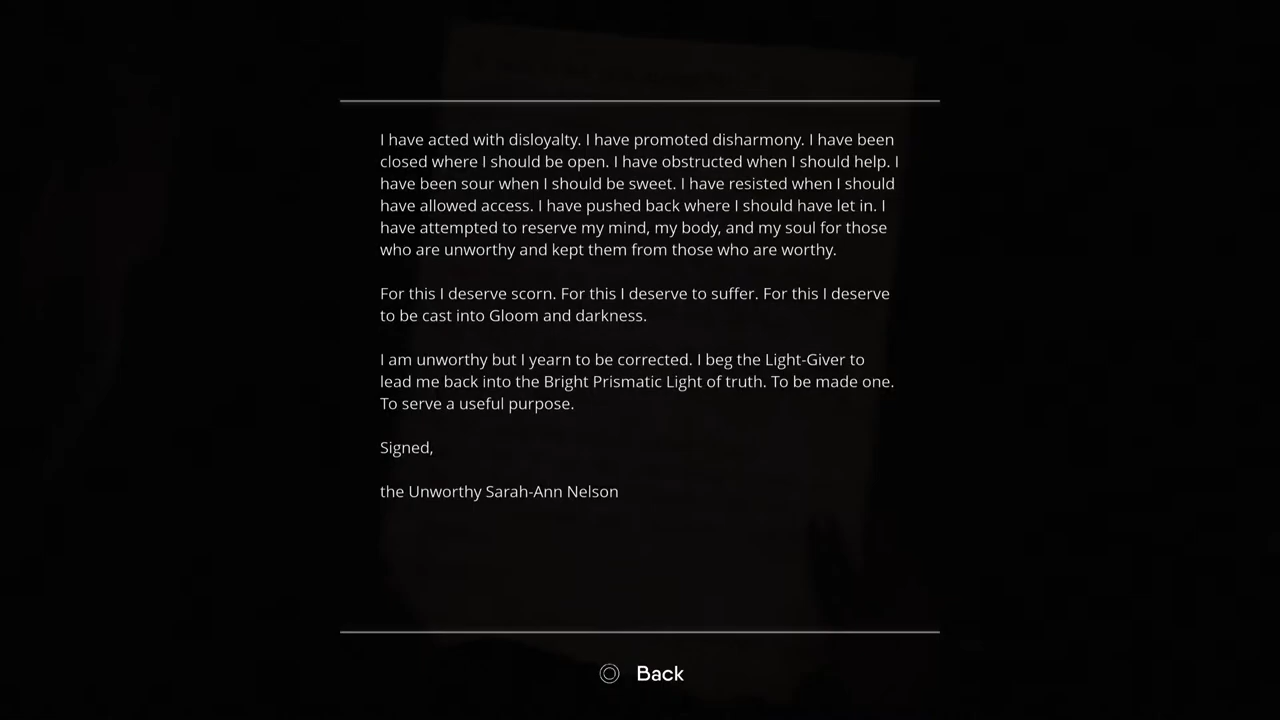 I have acted with disloyalty. I have promoted disharmony. I have been
closed where I should be open. I have obstructed when I should help. I
have been sour when I should be sweet. I have resisted when I should
have allowed access. I have pushed back where I should have let in. I
have attempted to reserve my mind, my body, and my soul for those
who are unworthy and kept them from those who are worthy.
For this I deserve scorn. For this I deserve to suffer. For this I deserve
to be cast into Gloom and darkness.
I am unworthy but I yearn to be corrected. I beg the Light-Giver to
lead me back into the Bright Prismatic Light of truth. To be made one.
To serve a useful purpose.
Signed,
the Unworthy Sarah-Ann Nelson
Back